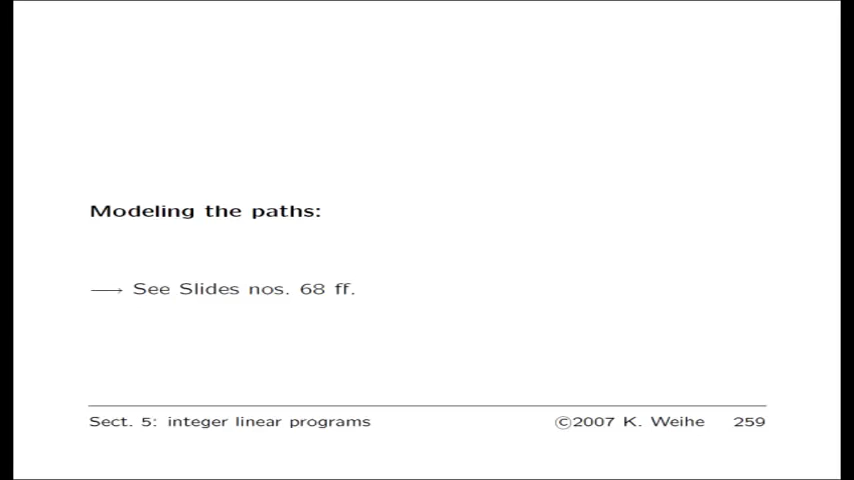 Modeling the paths:
⟶ See Slides nos. 68 ff.
Sect. 5: integer linear programs ©2007 K. Weihe 259